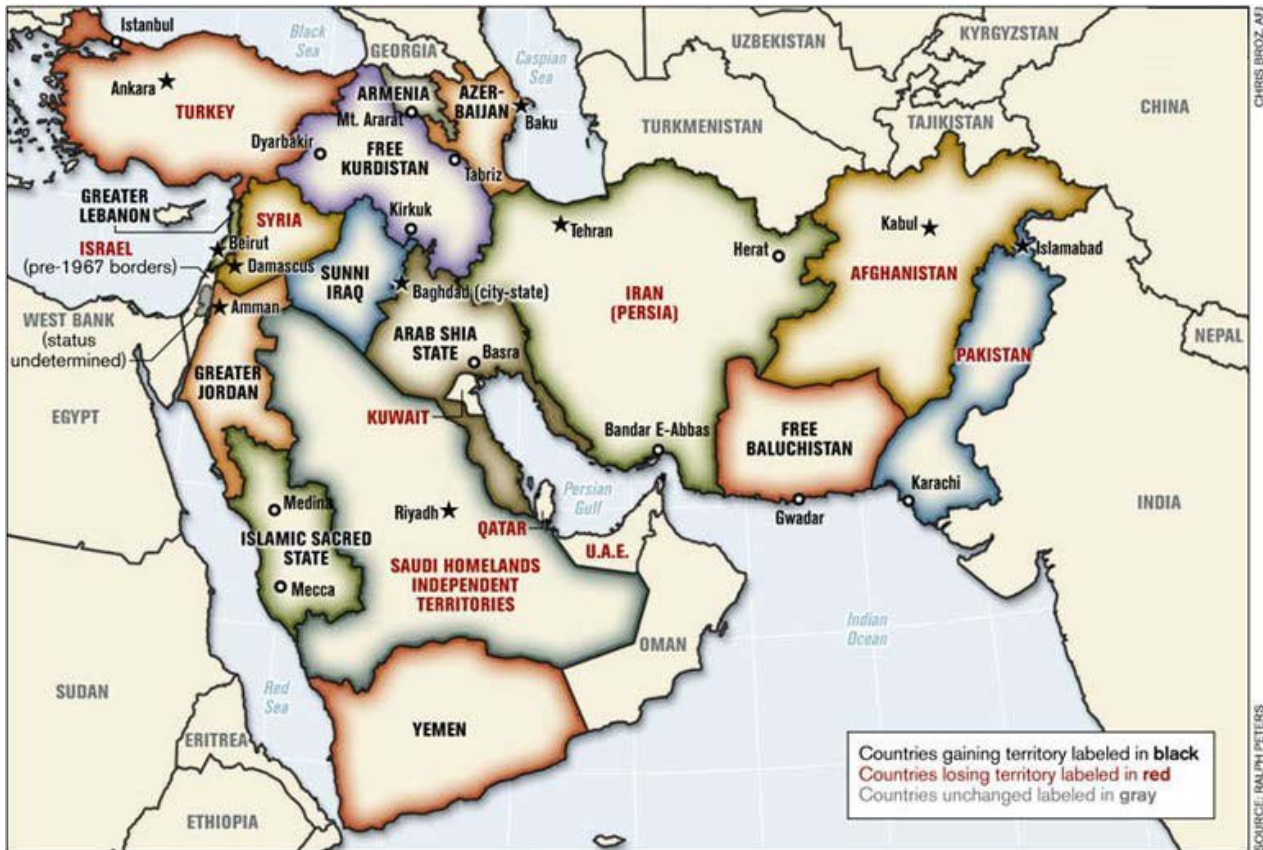 Istanbul
Black
Sea
GEORGIA
Caspian
Sea
UZBEKISTAN
KYRGYZSTAN
CHRIS BROZ, AFJ
Ankara
TURKEY
ARMENIA
AZER-
BAIJAN
Mt. Ararat
Baku
TURKMENISTAN
TAJIKISTAN
CHINA
Dyarbakir
FREE
KURDISTAN
Tabriz
GREATER
LEBANON
SYRIA
Kirkuk
Tehran
Herat
Kabul
Islamabad
ISRAEL
(pre-1967 borders)
Beirut
Damascus
SUNNI
IRAQ
Baghdad (city-state)
IRAN
(PERSIA)
AFGHANISTAN
Amman
WEST BANK
(status
undetermined)
ARAB SHIA
STATE
Basra
PAKISTAN
NEPAL
GREATER
JORDAN
EGYPT
KUWAIT
Bandar E-Abbas
FREE
BALUCHISTAN
Medina
Riyadh
Persian
Gulf
Gwadar
Karachi
INDIA
ISLAMIC SACRED
STATE
QATAR
U.A.E.
Mecca
SAUDI HOMELANDS
INDEPENDENT
TERRITORIES
Indian
Ocean
OMAN
SUDAN
Red
Sea
YEMEN
ERITREA
ETHIOPIA
Countries gaining territory labeled in black
Countries losing territory labeled in red
Countries unchanged labeled in gray
SOURCE: RALPH PETERS